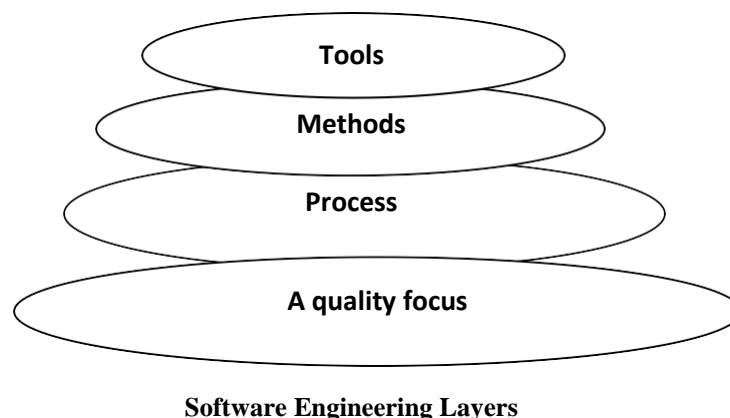 Tools
Methods
Process
A quality focus
Software Engineering Layers